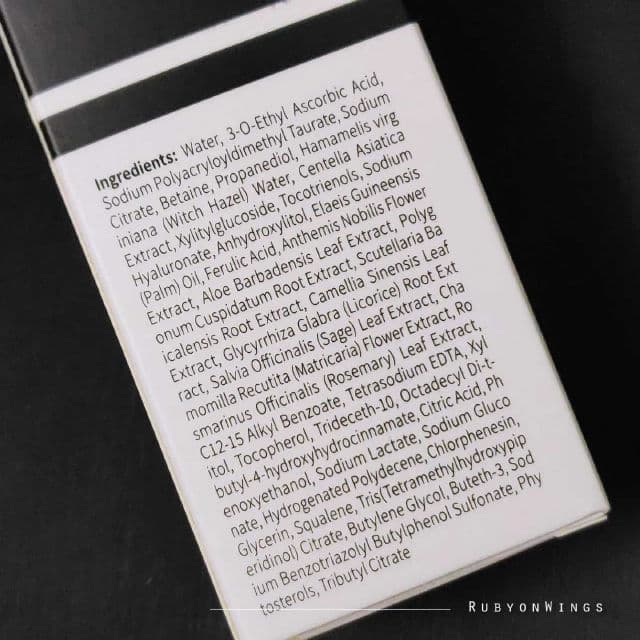 Ingredients: Water, 3-O-Ethyl Ascorbic Acid,
Sodium Polyacryloyldimethyl Taurate, Sodium
Citrate, Betaine, Propanediol, Hamamelis virg
iniana (Witch Hazel) Water, Centella Asiatica
Extract, Xylitylglucoside, Tocotrienols, Sodium
Hyaluronate, Anhydroxylitol, Elaeis Guineensis
(Palm) Oil, Ferulic Acid, Anthemis Nobilis Flower
Extract, Aloe Barbadensis Leaf Extract, Polyg
onum Cuspidatum Root Extract, Scutellaria Ba
icalensis Root Extract, Camellia Sinensis Leaf
Extract, Glycyrrhiza Glabra (Licorice) Root Ext
ract, Salvia Officinalis (Sage) Leaf Extract, Cha
momilla Recutita (Matricaria) Flower Extract, Ro
smarinus Officinalis (Rosemary) Leaf Extract,
C12-15 Alkyl Benzoate, Tetrasodium EDTA, Xyl
itol, Tocopherol, Trideceth-10, Octadecyl Di-t-
butyl-4-hydroxyhydrocinnamate, Citric Acid, Ph
enoxyethanol, Sodium Lactate, Sodium Gluco
nate, Hydrogenated Polydecene, Chlorphenesin,
Glycerin, Squalene, Tris(Tetramethylhydroxypip
eridinol) Citrate, Butylene Glycol, Buteth-3, Sod
ium Benzotriazolyl Butylphenol Sulfonate, Phy
tosterols, Tributyl Citrate
RUBYONWINGS